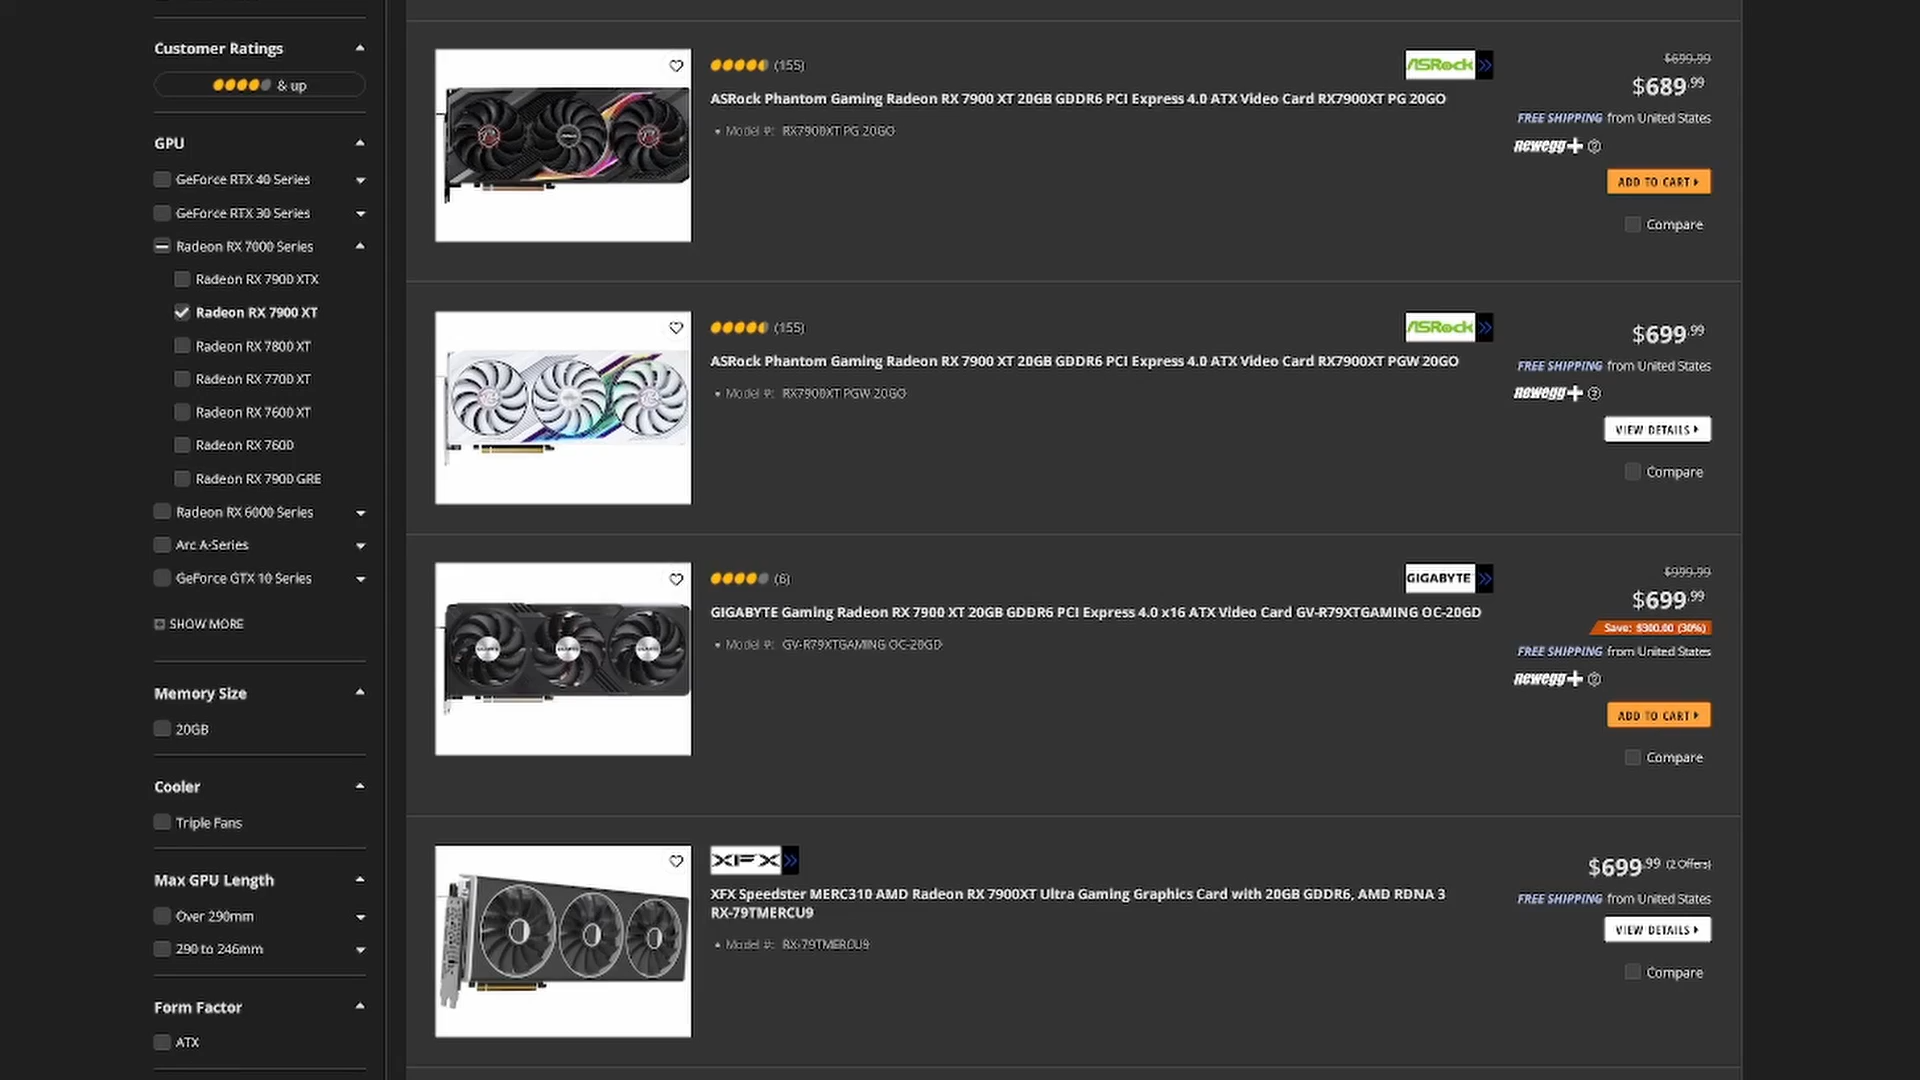 Customer Ratings
& up
GPU
GeForce RTX 40 Series
GeForce RTX 30 Series
Radeon RX 7000 Series
Radeon RX 7900 XTX
Radeon RX 7900 XT
Radeon RX 7800 XT
Radeon RX 7700 XT
Radeon RX 7600 XT
Radeon RX 7600
Radeon RX 7900 GRE
Radeon RX 6000 Series
Arc A-Series
GeForce GTX 10 Series
SHOW MORE
Memory Size
20GB
Cooler
Triple Fans
Max GPU Length
Over 290mm
290 to 246mm
Form Factor
ATX
(155)
ASRock
ASRock Phantom Gaming Radeon RX 7900 XT 20GB GDDR6 PCI Express 4.0 ATX Video Card RX7900XT PG 20GO
Model #: RX7900XT PG 20GO
$699.99
$689.99
FREE SHIPPING from United States
newegg+ ?
ADD TO CART
Compare
(155)
ASRock
ASRock Phantom Gaming Radeon RX 7900 XT 20GB GDDR6 PCI Express 4.0 ATX Video Card RX7900XT PGW 20GO
Model #: RX7900XT PGW 20GO
$699.99
FREE SHIPPING from United States
newegg+ ?
VIEW DETAILS
Compare
(6)
GIGABYTE
GIGABYTE Gaming Radeon RX 7900 XT 20GB GDDR6 PCI Express 4.0 x16 ATX Video Card GV-R79XTGAMING OC-20GD
Model #: GV-R79XTGAMING OC-20GD
$999.99
$699.99
Save: $300.00 (30%)
FREE SHIPPING from United States
newegg+ ?
ADD TO CART
Compare
XFX
XFX Speedster MERC310 AMD Radeon RX 7900XT Ultra Gaming Graphics Card with 20GB GDDR6, AMD RDNA 3
RX-79TMERCU9
Model #: RX-79TMERCU9
$699.99 (2 Offers)
FREE SHIPPING from United States
VIEW DETAILS
Compare